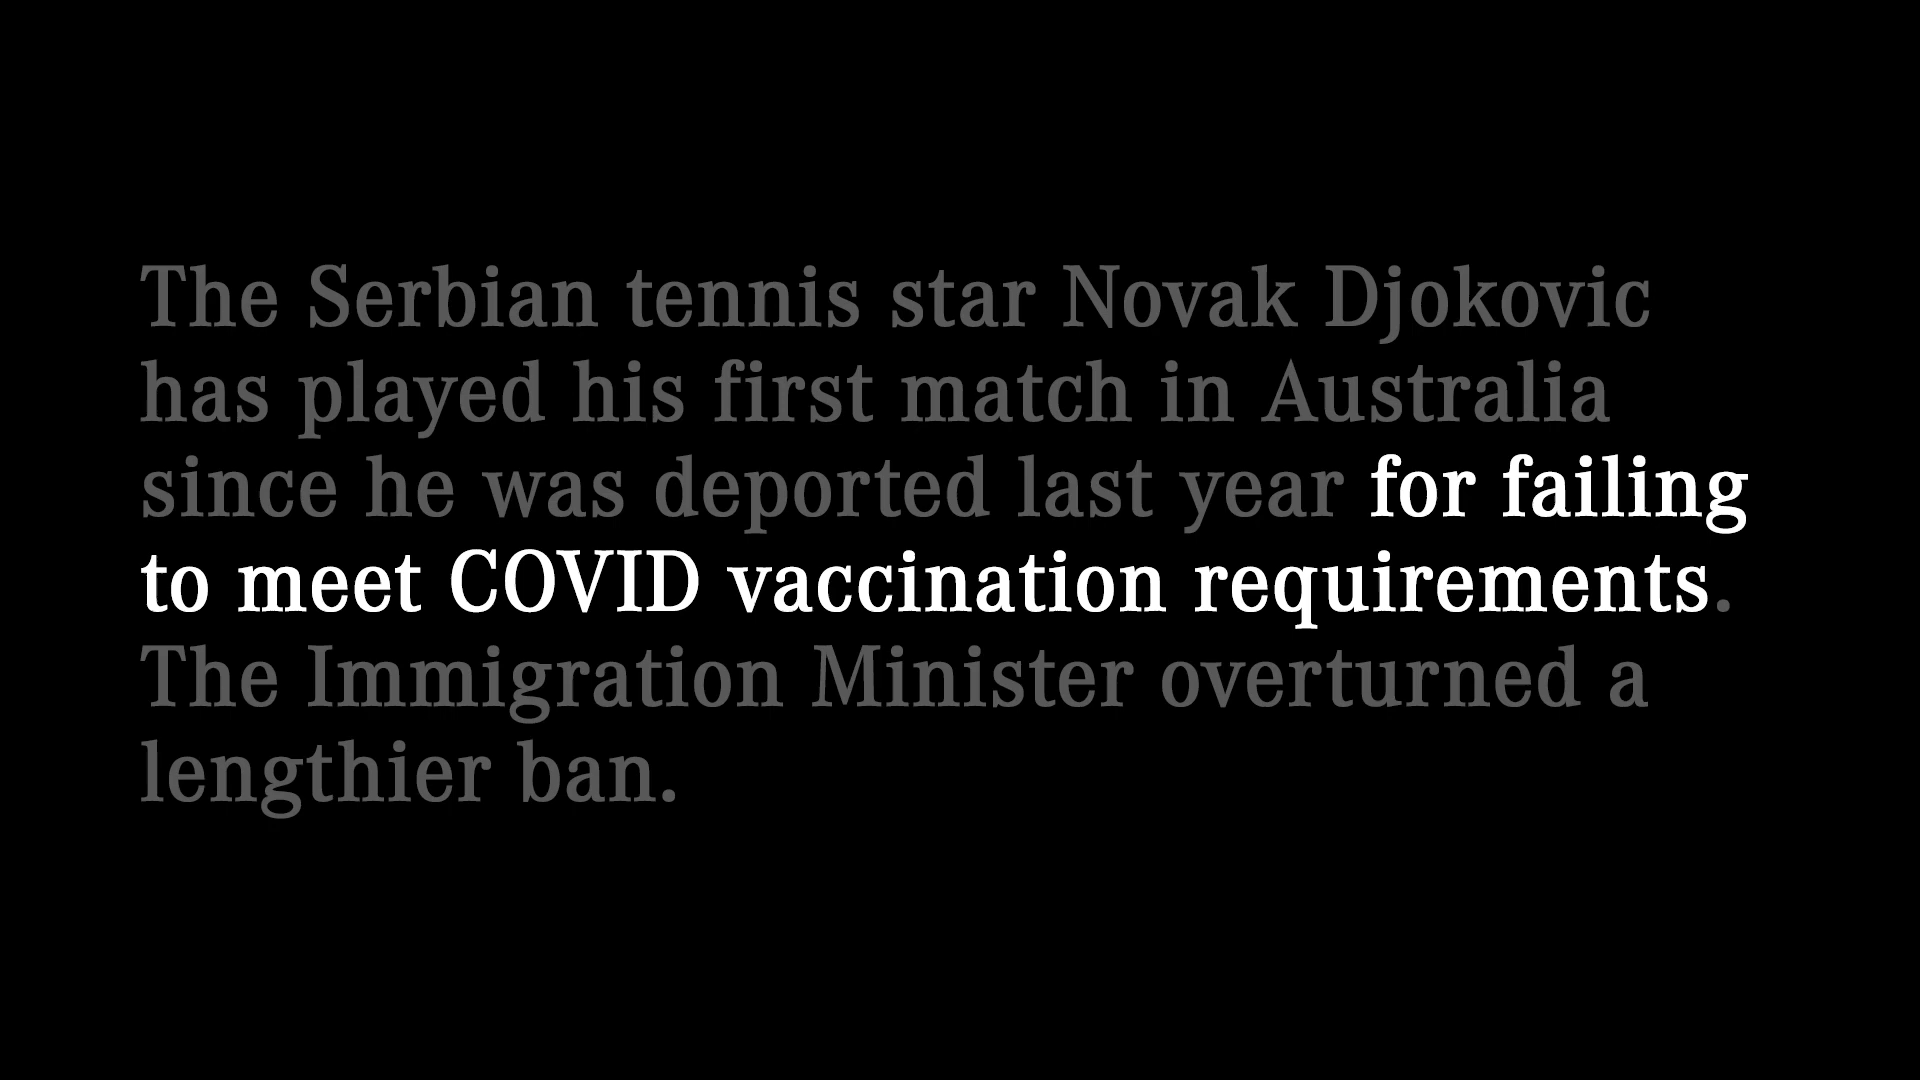 The Serbian tennis star Novak Djokovic
has played his first match in Australia
since he was deported last year for failing
to meet COVID vaccination requirements.
The Immigration Minister overturned a
lengthier ban.